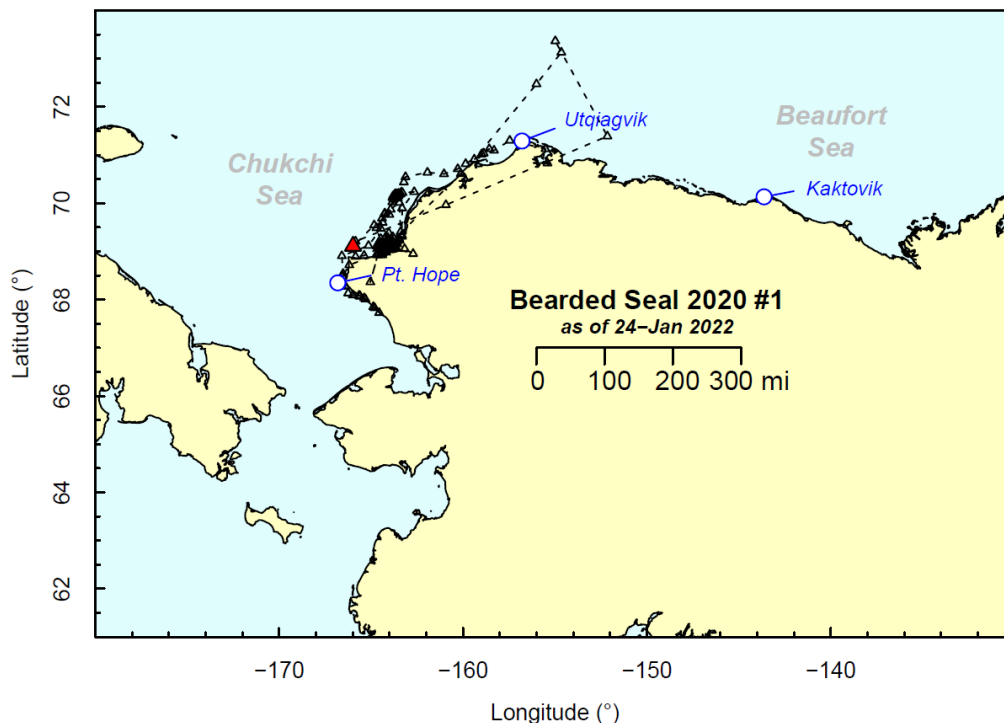 Utqiagvik
Beaufort
Sea
Chukchi
Sea
Kaktovik
Pt. Hope
Bearded Seal 2020 #1
as of 24−Jan 2022
0 100 200 300 mi
72
70
68
66
64
62
Latitude (°)
−170 −160 −150 −140
Longitude (°)